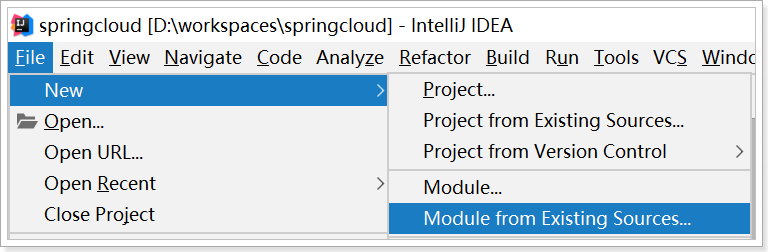 springcloud [D:\workspaces\springcloud] - IntelliJ IDEA
File Edit View Navigate Code Analyze Refactor Build Run Tools VCS Windo
New
Open...
Open URL...
Open Recent
Close Project
Project...
Project from Existing Sources...
Project from Version Control
Module...
Module from Existing Sources...